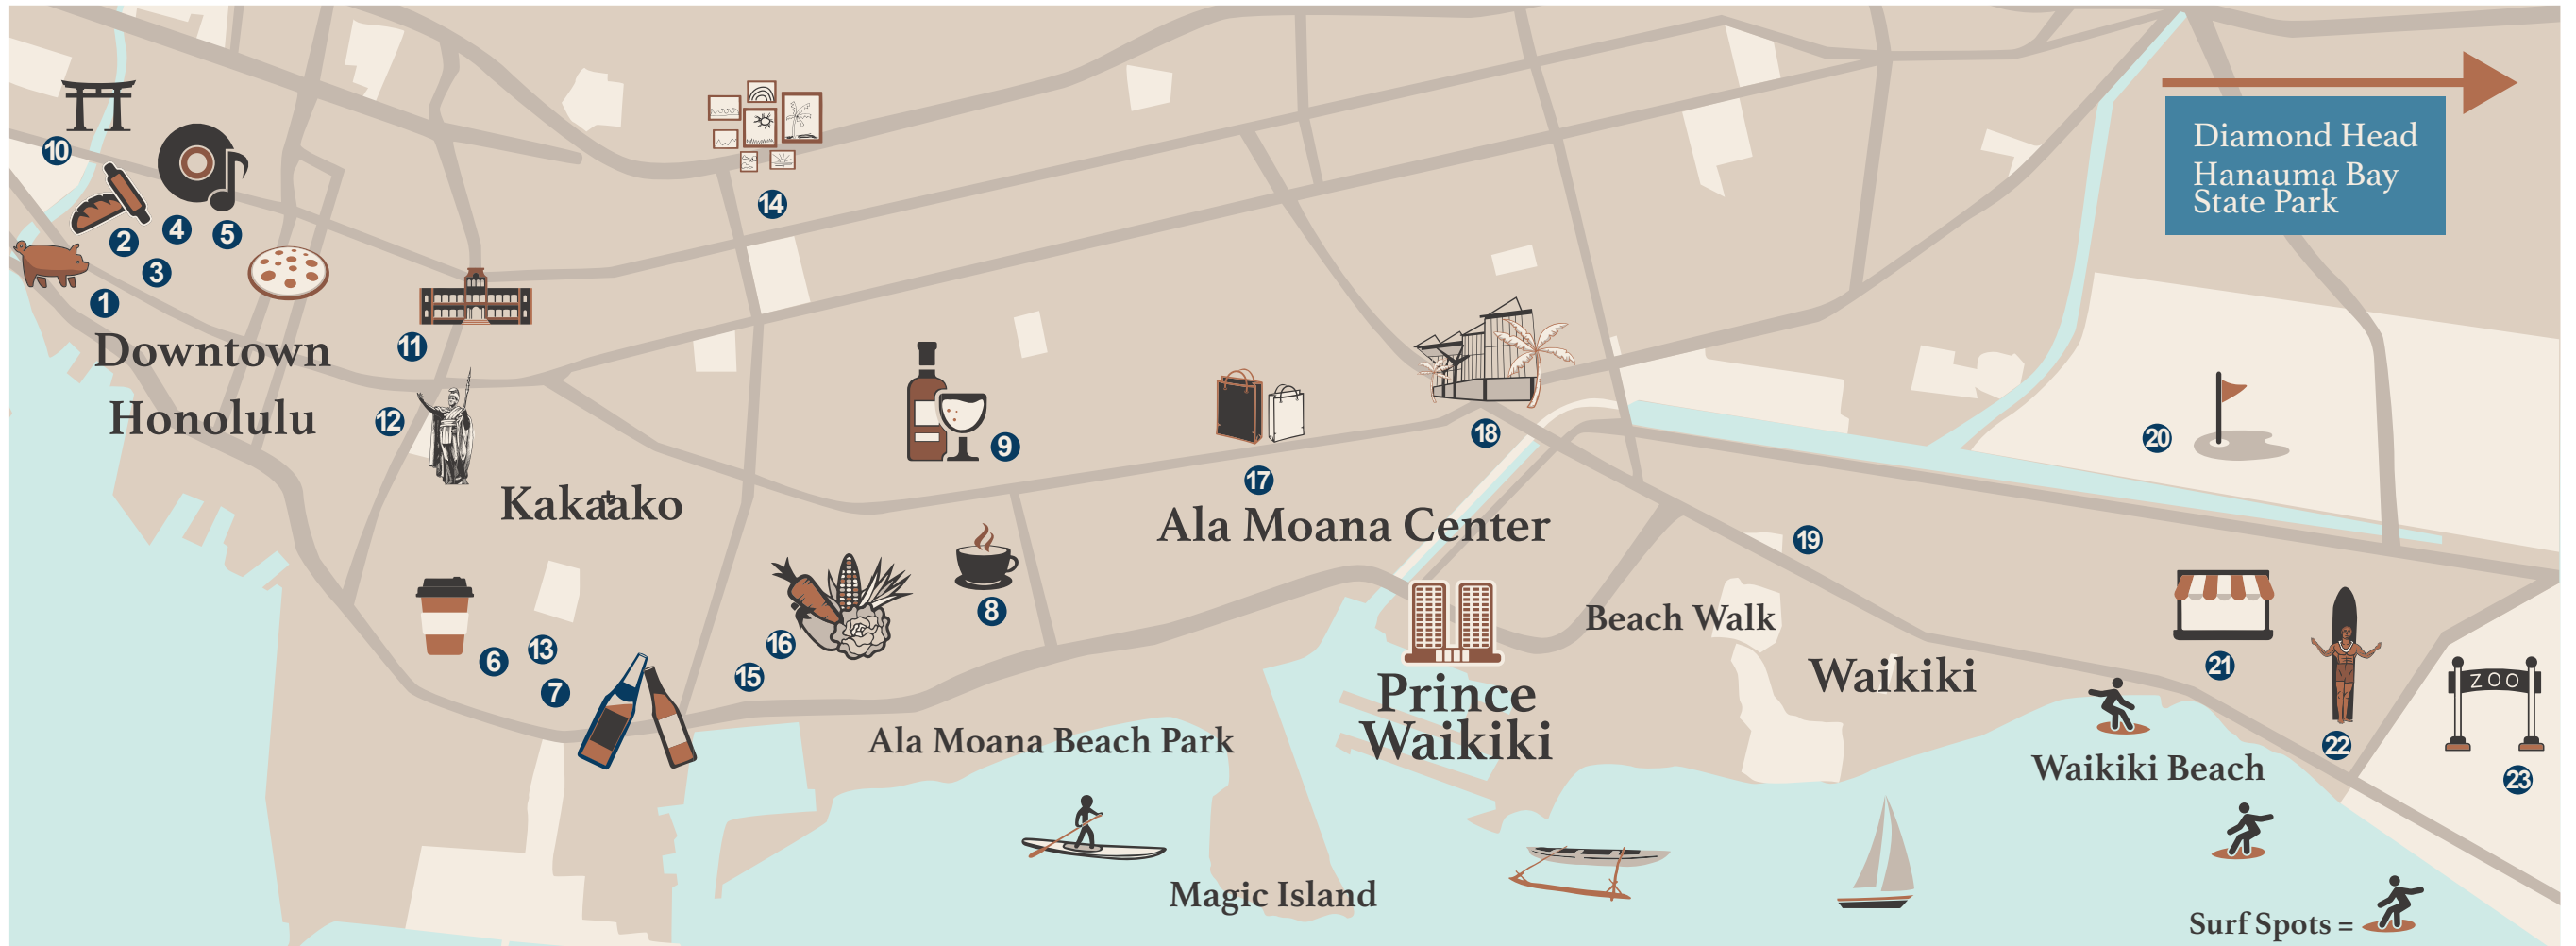 Diamond Head
Hanauma Bay
State Park
10
14
2
4
5
3
1
11
Downtown
Honolulu
12
9
17
18
20
Kakaʻako
Ala Moana Center
19
8
6
13
7
16
15
Beach Walk
Waikiki
Prince
Waikiki
21
ZOO
22
23
Ala Moana Beach Park
Waikiki Beach
Magic Island
Surf Spots =